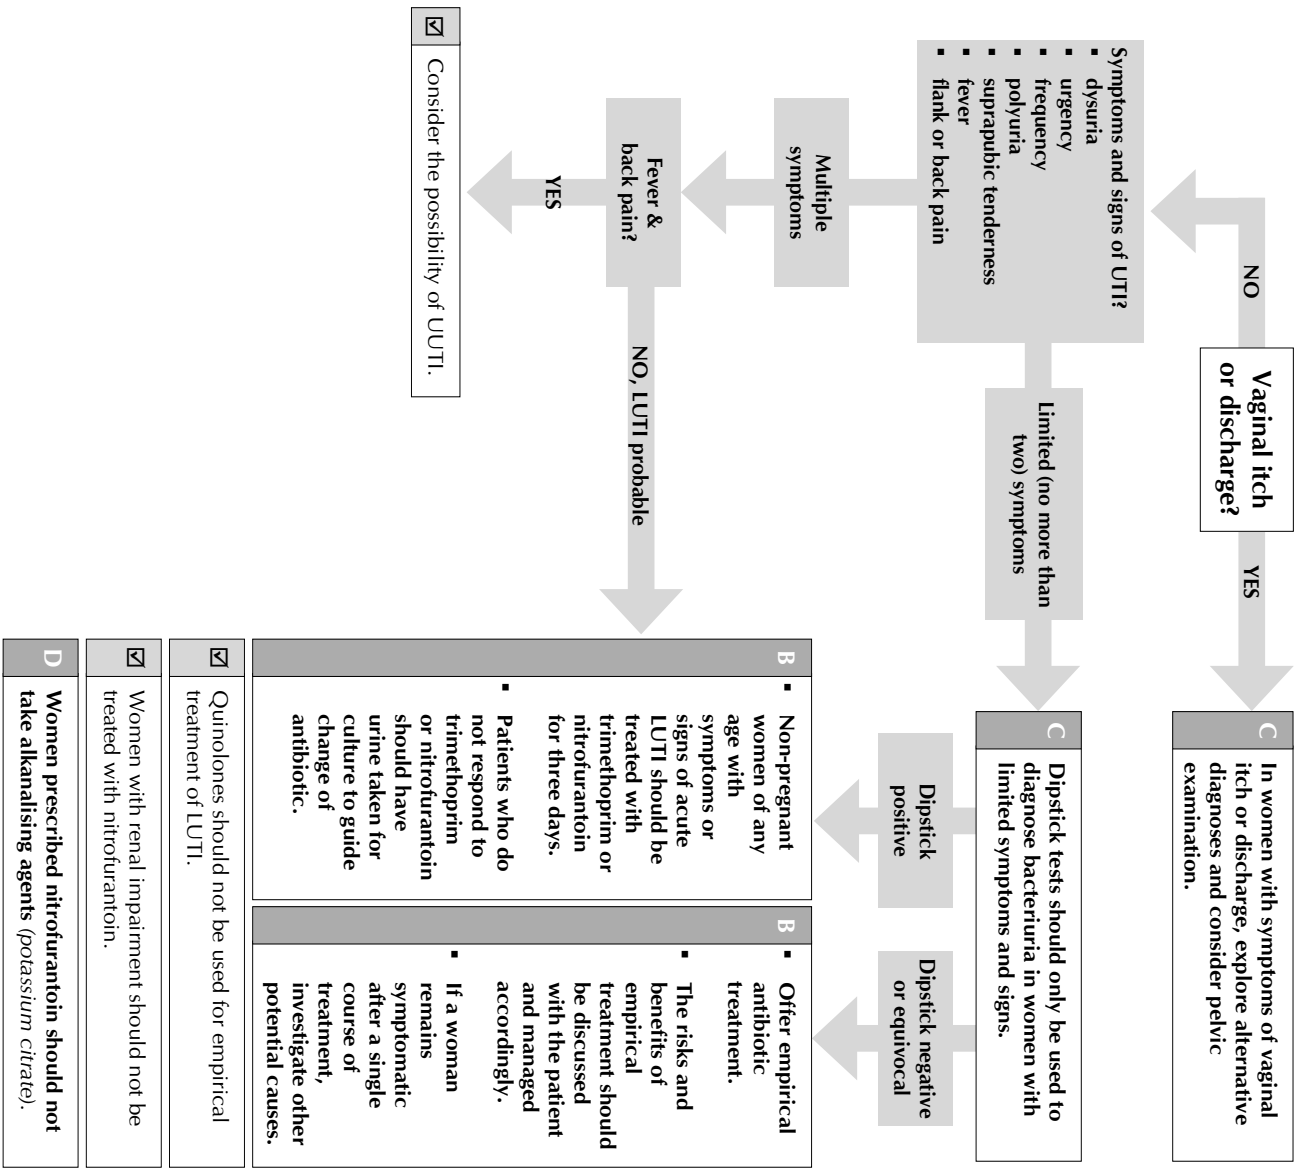 Vaginal itch
or discharge?
NO
YES
C
In women with symptoms of vaginal
itch or discharge, explore alternative
diagnoses and consider pelvic
examination.
Symptoms and signs of UTI?
▪ dysuria
▪ urgency
▪ frequency
▪ polyuria
▪ suprapubic tenderness
▪ fever
▪ flank or back pain
Limited (no more than
two) symptoms
C
Dipstick tests should only be used to
diagnose bacteriuria in women with
limited symptoms and signs.
Multiple
symptoms
Dipstick
positive
Dipstick negative
or equivocal
Fever &
back pain?
NO, LUTI probable
YES
☑ Consider the possibility of UUTI.
B
▪ Non-pregnant
women of any
age with
symptoms or
signs of acute
LUTI should be
treated with
trimethoprim or
nitrofurantoin
for three days.
▪ Patients who do
not respond to
trimethoprim
or nitrofurantoin
should have
urine taken for
culture to guide
change of
antibiotic.
B
▪ Offer empirical
antibiotic
treatment.
▪ The risks and
benefits of
empirical
treatment should
be discussed
with the patient
and managed
accordingly.
▪ If a woman
remains
symptomatic
after a single
course of
treatment,
investigate other
potential causes.
☑ Quinolones should not be used for empirical
treatment of LUTI.
☑ Women with renal impairment should not be
treated with nitrofurantoin.
D
Women prescribed nitrofurantoin should not
take alkanalising agents (potassium citrate).